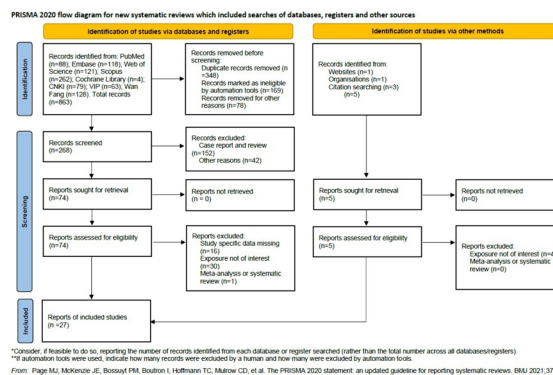 PRISMA 2020 flow diagram for new systematic reviews which included searches of databases, registers and other sources
Identification of studies via databases and registers
Identification of studies via other methods
Identification
Records identified from: PubMed
(n=88); Embase (n=118); Web of
Science (n=121); Scopus
(n=262); Cochrane Library (n=4);
CNKI (n=79); VIP (n=63); Wan
Fang (n=128). Total records
(n=863)
Records removed before
screening:
Duplicate records removed (n
=348)
Records marked as ineligible
by automation tools (n=169)
Records removed for other
reasons (n=78)
Records identified from:
Websites (n=1)
Organisations (n=1)
Citation searching (n=3)
(n=5)
Screening
Records screened
(n=268)
Records excluded:
Case report and review
(n=152)
Other reasons (n=42)
Reports sought for retrieval
(n=74)
Reports not retrieved
(n = 0)
Reports sought for retrieval
(n=5)
Reports not retrieved
(n=0)
Reports assessed for eligibility
(n=74)
Reports excluded:
Study specific data missing
(n=16)
Exposure not of interest
(n=30)
Meta-analysis or systematic
review (n=1)
Reports assessed for eligibility
(n=5)
Reports excluded:
Exposure not of interest (n=4
Meta-analysis or systematic
review (n=0)
Included
Reports of included studies
(n =27)
*Consider, if feasible to do so, reporting the number of records identified from each database or register searched (rather than the total number across all databases/registers).
**If automation tools were used, indicate how many records were excluded by a human and how many were excluded by automation tools.
From: Page MJ, McKenzie JE, Bossuyt PM, Boutron I, Hoffmann TC, Mulrow CD, et al. The PRISMA 2020 statement: an updated guideline for reporting systematic reviews. BMJ 2021;37